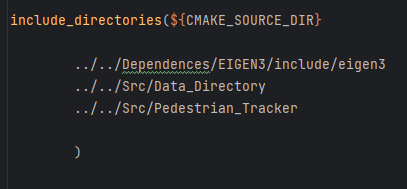 include_directories(${CMAKE_SOURCE_DIR}
../../Dependences/EIGEN3/include/eigen3
../../Src/Data_Directory
../../Src/Pedestrian_Tracker
)